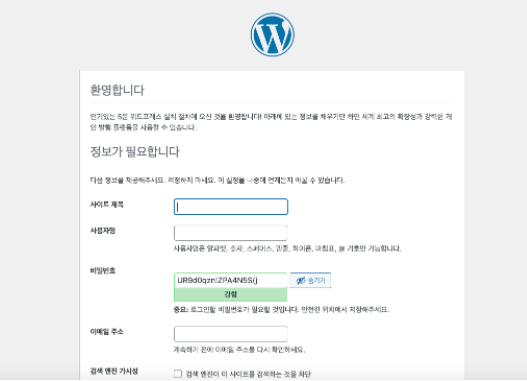 환영합니다
인기있는 5분 워드프레스 설치 절차에 오신 것을 환영합니다! 아래에 있는 정보를 채우기만 하면 세계 최고의 확장성과 강력한 개
인 발행 플랫폼을 사용할 수 있습니다.
정보가 필요합니다
다음 정보를 제공해주세요. 걱정하지 마세요. 이 설정을 나중에 언제든지 바꿀 수 있습니다.
사이트 제목
사용자명
사용자명은 알파벳, 숫자, 스페이스, 밑줄, 하이픈, 마침표, @ 기호만 가능합니다.
비밀번호
UR9d0qzn!ZPA4N5S(j 숨기기
강함
중요: 로그인할 비밀번호가 필요할 것입니다. 안전한 위치에서 저장해주세요.
이메일 주소
계속하기 전에 이메일 주소를 다시 확인하세요.
검색 엔진 가시성
검색 엔진이 이 사이트를 검색하는 것을 차단